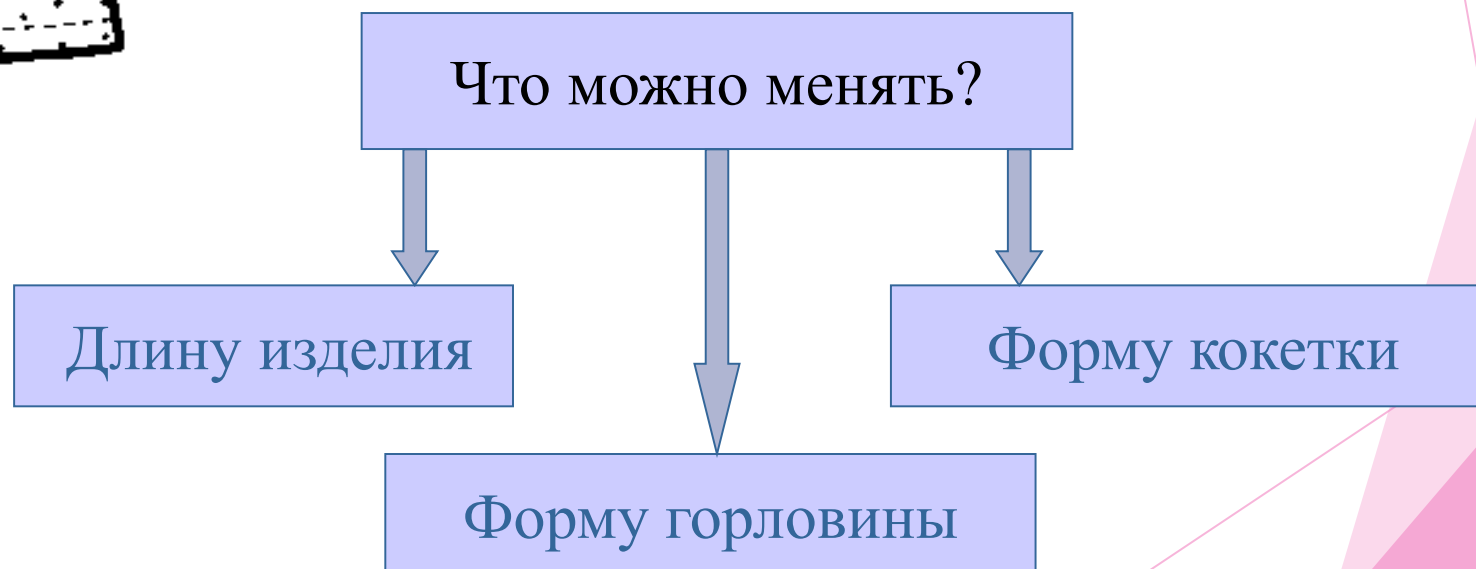 Что можно менять?
Длину изделия
Форму кокетки
Форму горловины